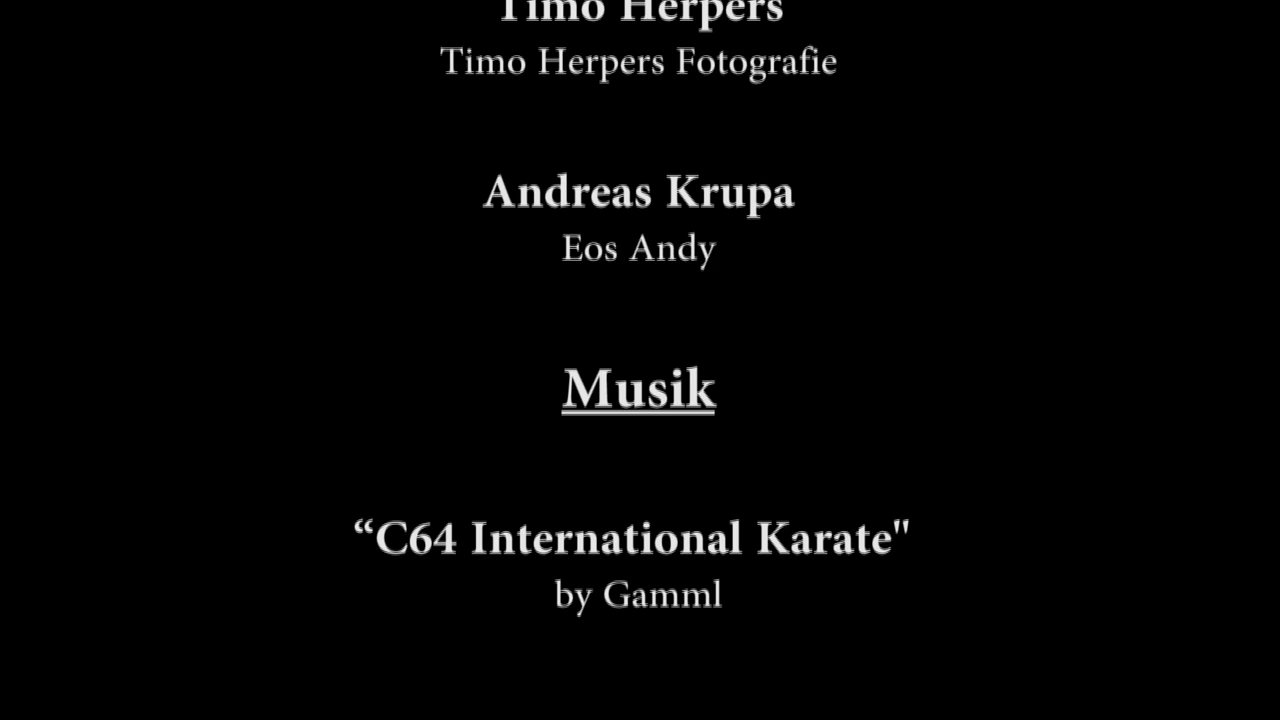 Timo Herpers
Timo Herpers Fotografie
Andreas Krupa
Eos Andy
Musik
“C64 International Karate"
by Gamml